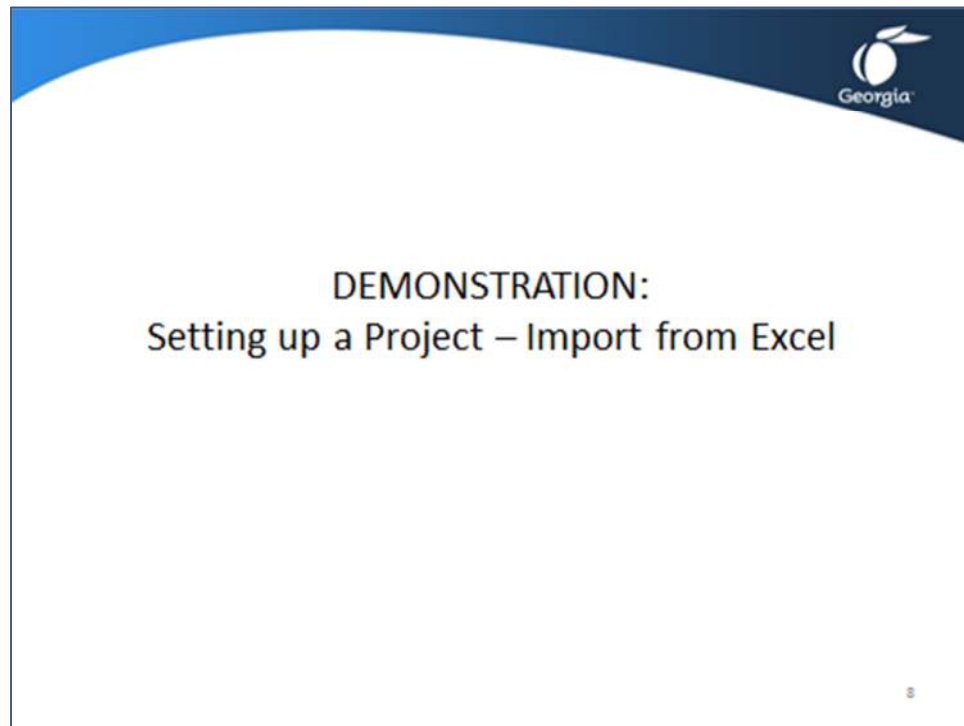 Georgia
DEMONSTRATION:
Setting up a Project – Import from Excel
8